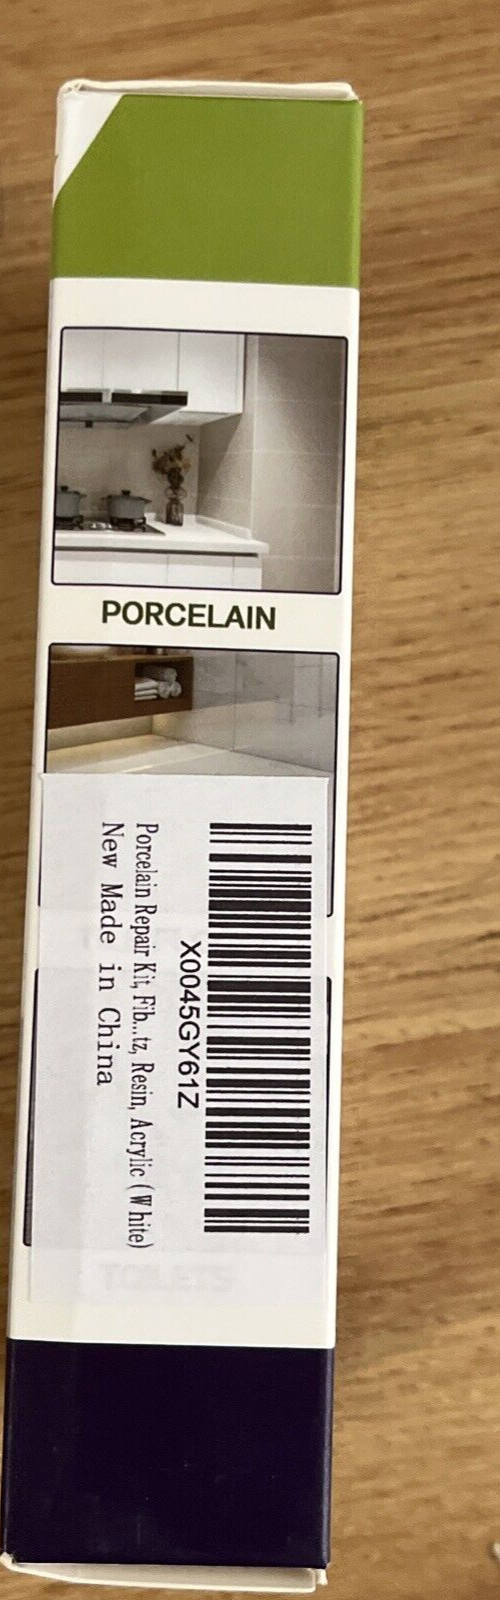 PORCELAIN
X0045GY61Z
Porcelain Repair Kit, Fib...tz, Resin, Acrylic (White)
New Made in China
TOILETS